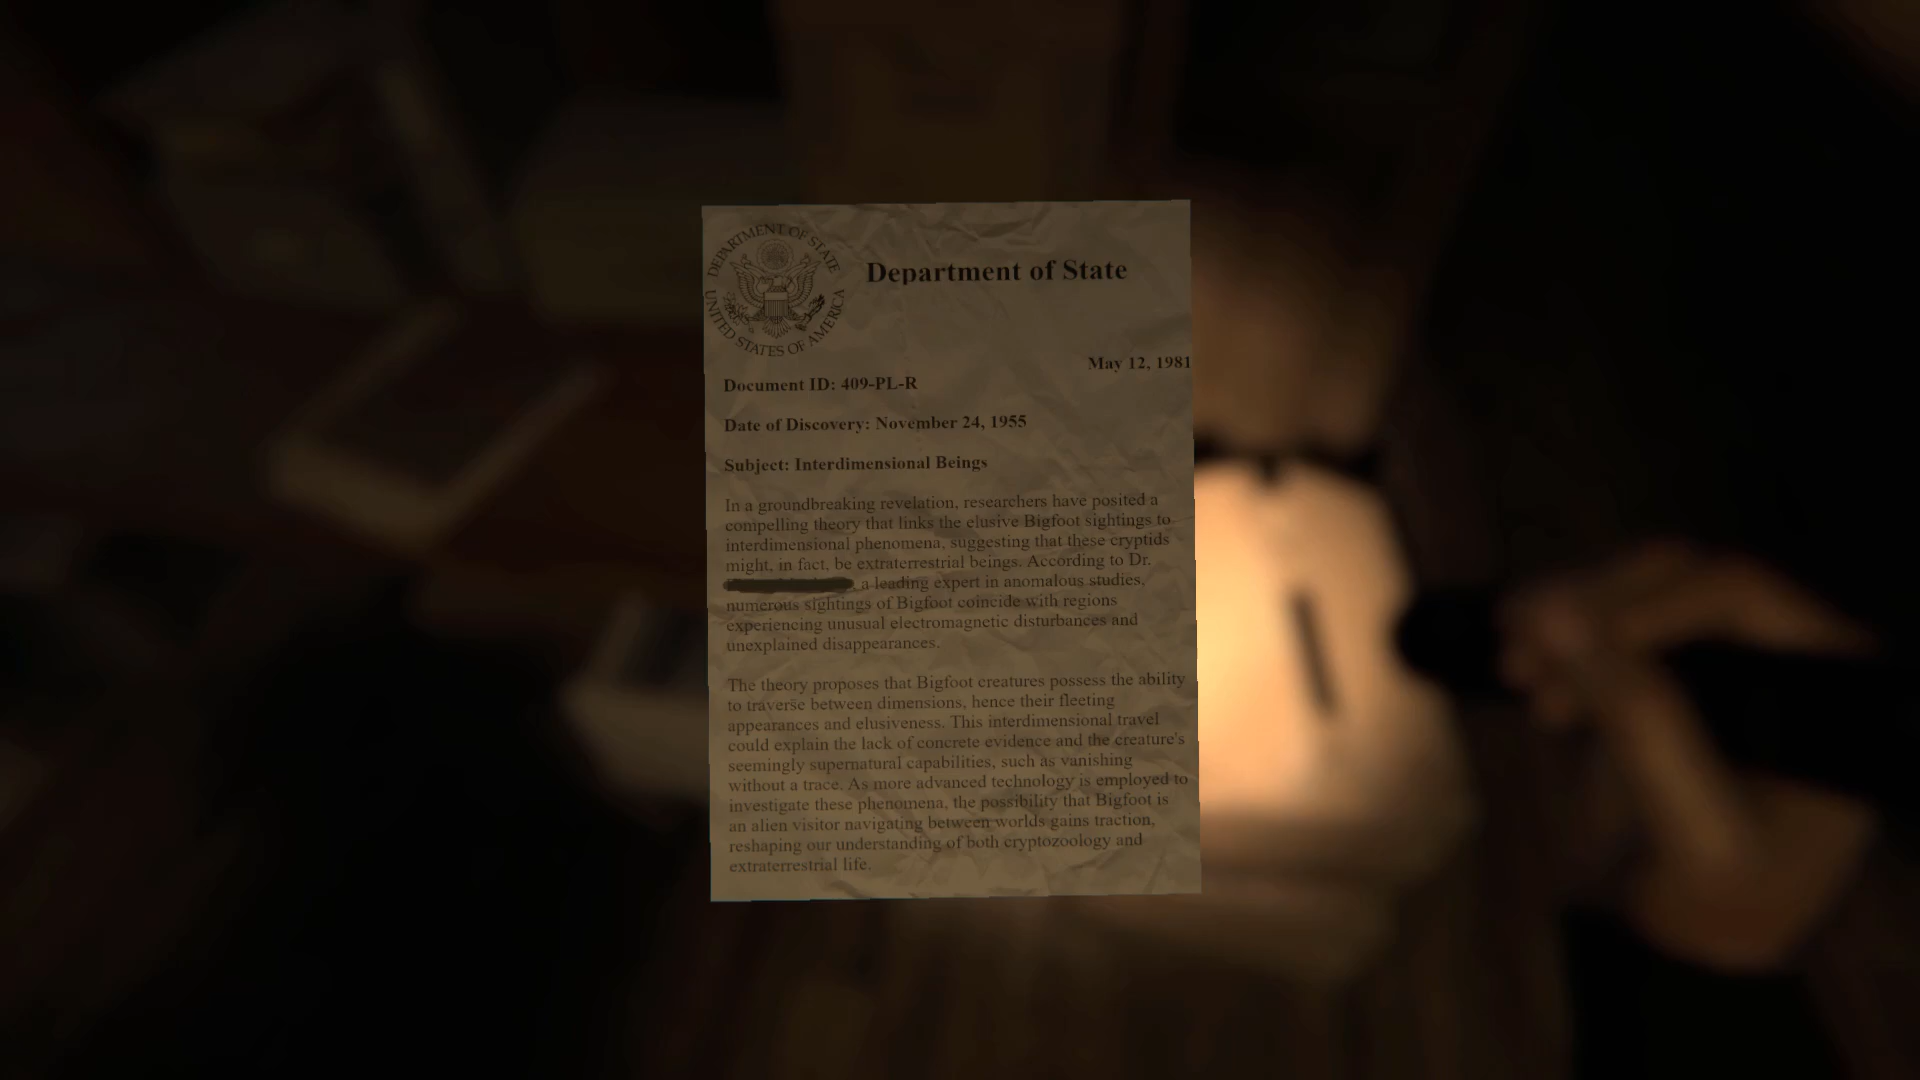 DEPARTMENT OF STATE
UNITED STATES OF AMERICA
Department of State
May 12, 1981
Document ID: 409-PL-R
Date of Discovery: November 24, 1955
Subject: Interdimensional Beings
In a groundbreaking revelation, researchers have posited a
compelling theory that links the elusive Bigfoot sightings to
interdimensional phenomena, suggesting that these cryptids
might, in fact, be extraterrestrial beings. According to Dr.
, a leading expert in anomalous studies,
numerous sightings of Bigfoot coincide with regions
experiencing unusual electromagnetic disturbances and
unexplained disappearances.
The theory proposes that Bigfoot creatures possess the ability
to traverse between dimensions, hence their fleeting
appearances and elusiveness. This interdimensional travel
could explain the lack of concrete evidence and the creature's
seemingly supernatural capabilities, such as vanishing
without a trace. As more advanced technology is employed to
investigate these phenomena, the possibility that Bigfoot is
an alien visitor navigating between worlds gains traction,
reshaping our understanding of both cryptozoology and
extraterrestrial life.